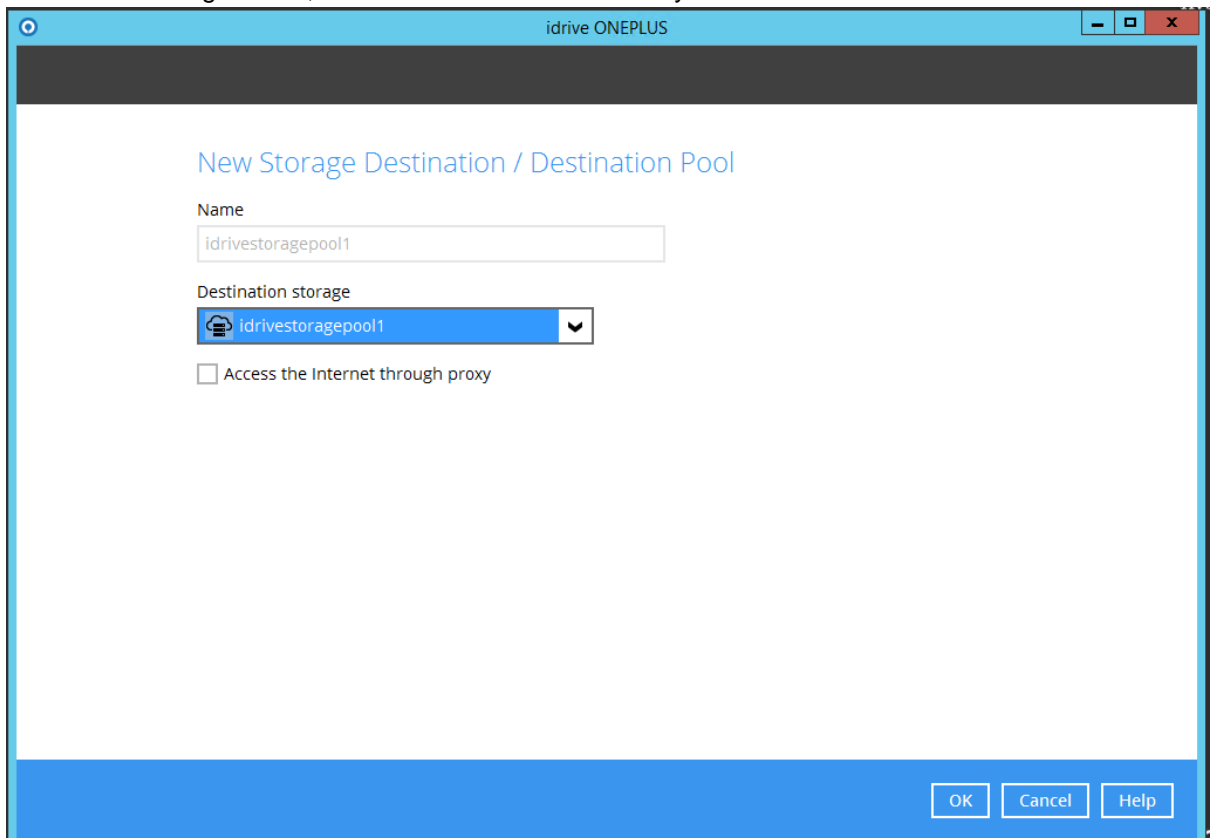 idrive ONEPLUS
New Storage Destination / Destination Pool
Name
idrivestoragepool1
Destination storage
idrivestoragepool1
Access the Internet through proxy
OK Cancel Help